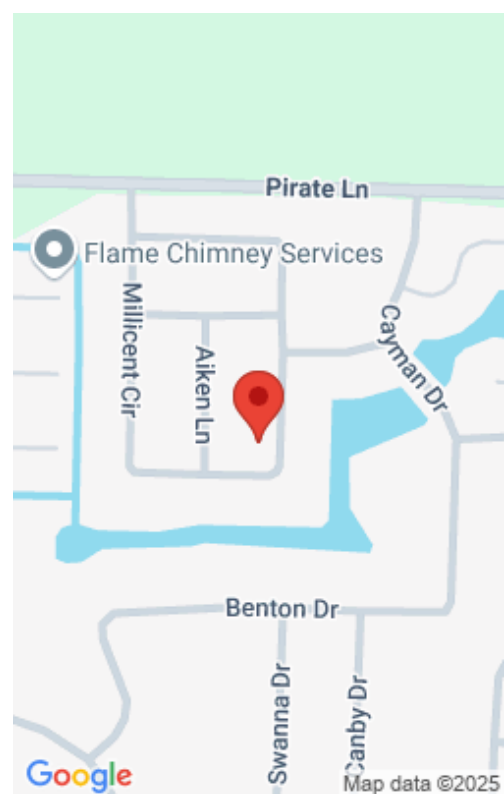 Pirate Ln
Flame Chimney Services
Millicent Cir
Aiken Ln
Cayman Dr
Benton Dr
Swanna Dr
Canby Dr
Google
Map data ©2025